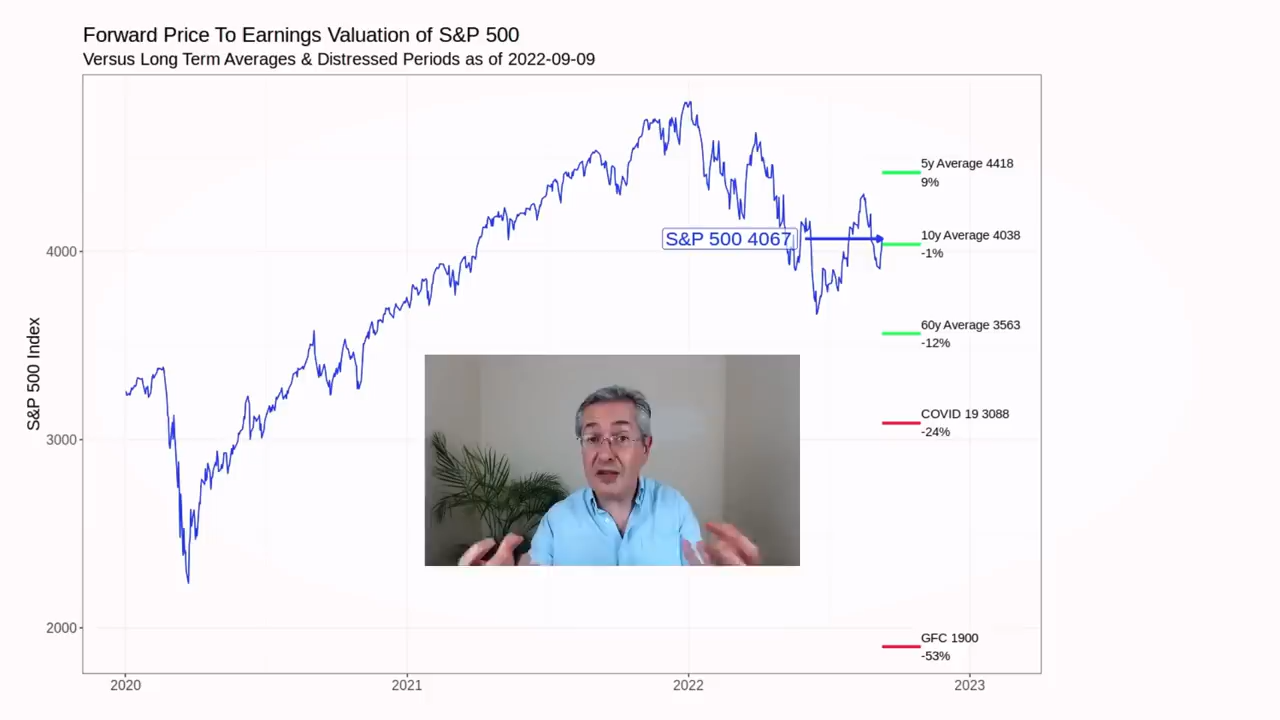 Forward Price To Earnings Valuation of S&P 500
Versus Long Term Averages & Distressed Periods as of 2022-09-09
S&P 500 Index
4000
3000
2000
2020
2021
2022
2023
S&P 500 4067
5y Average 4418
9%
10y Average 4038
-1%
60y Average 3563
-12%
COVID 19 3088
-24%
GFC 1900
-53%